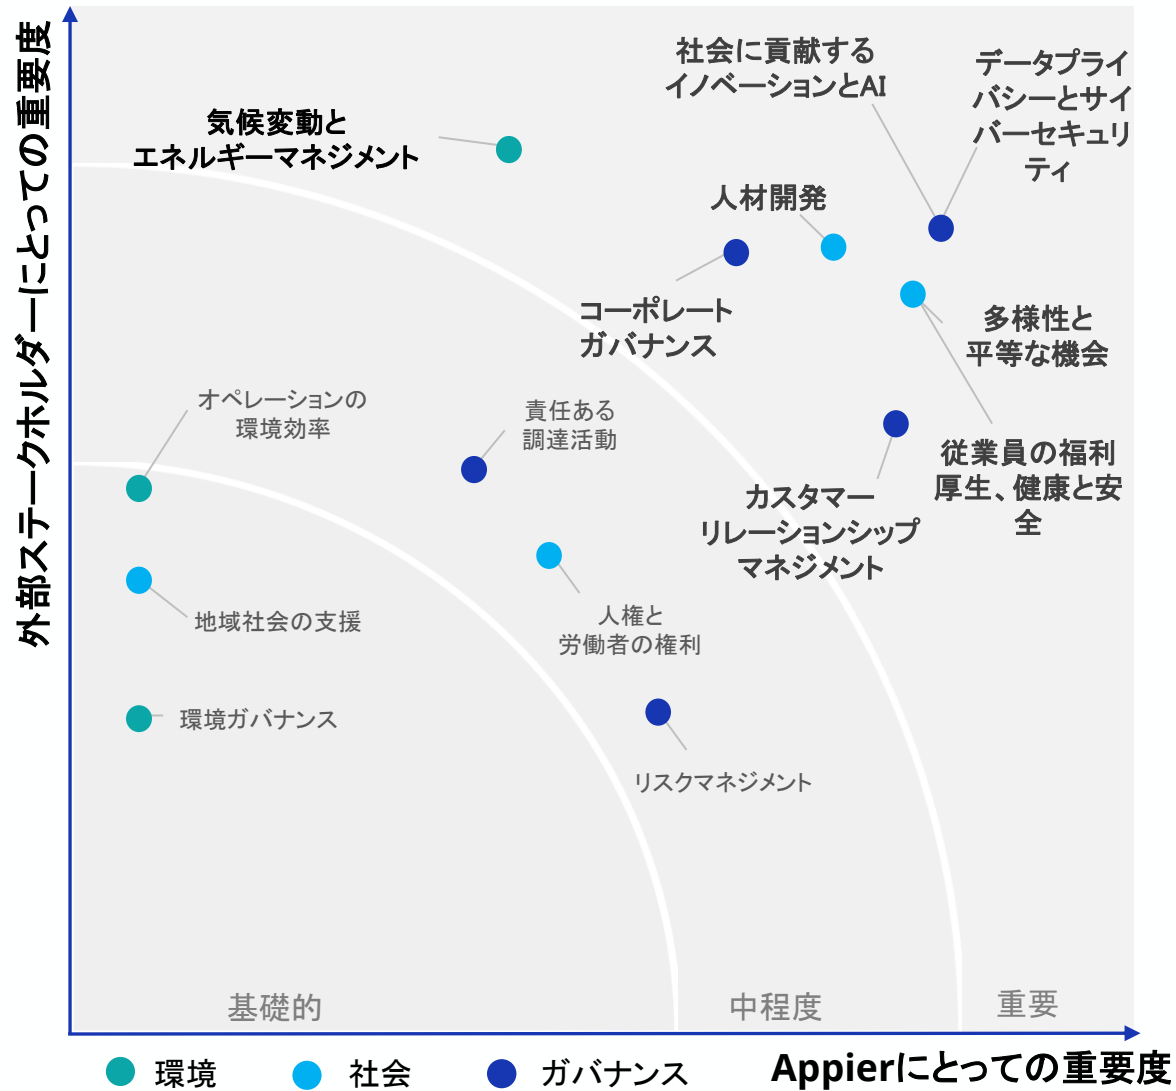 外部ステークホルダーにとっての重要度
社会に貢献する
イノベーションとAI
データプライ
バシーとサイ
バーセキュリ
ティ
気候変動と
エネルギーマネジメント
人材開発
コーポレート
ガバナンス
多様性と
平等な機会
オペレーションの
環境効率
責任ある
調達活動
従業員の福利
厚生、健康と安
全
カスタマー
リレーションシップ
マネジメント
地域社会の支援
人権と
労働者の権利
環境ガバナンス
リスクマネジメント
基礎的
中程度
重要
環境
社会
ガバナンス
Appierにとっての重要度